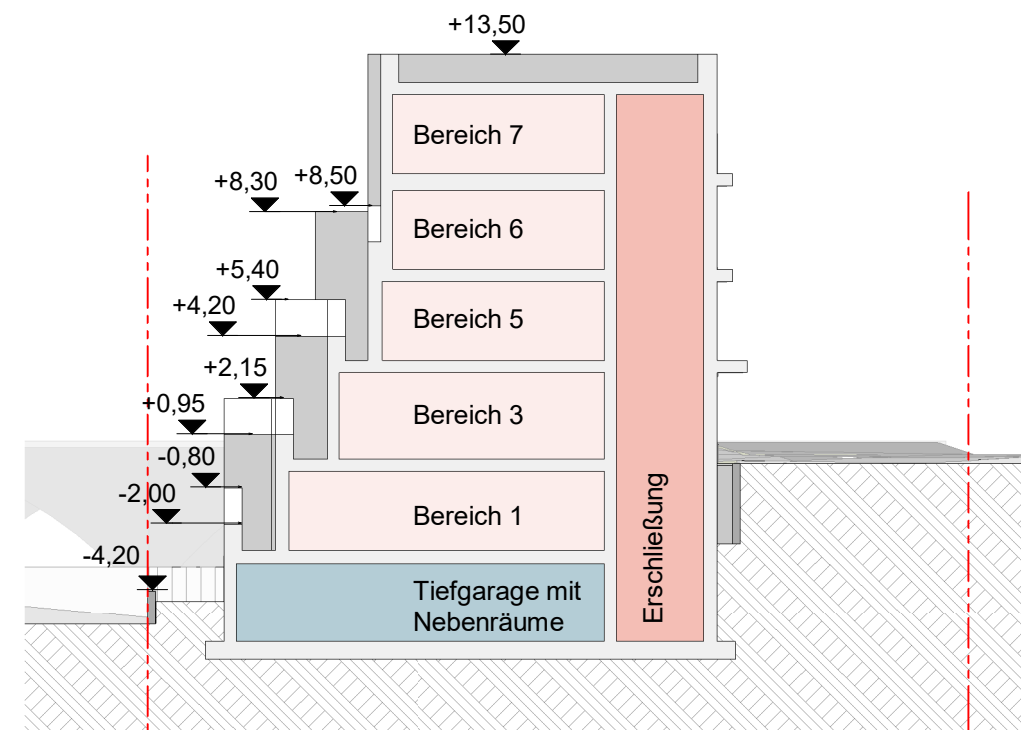 +13,50
Bereich 7
+8,30
+8,50
Bereich 6
+5,40
+4,20
Bereich 5
+2,15
+0,95
Bereich 3
-0,80
-2,00
Bereich 1
-4,20
Tiefgarage mit
Nebenräume
Erschließung